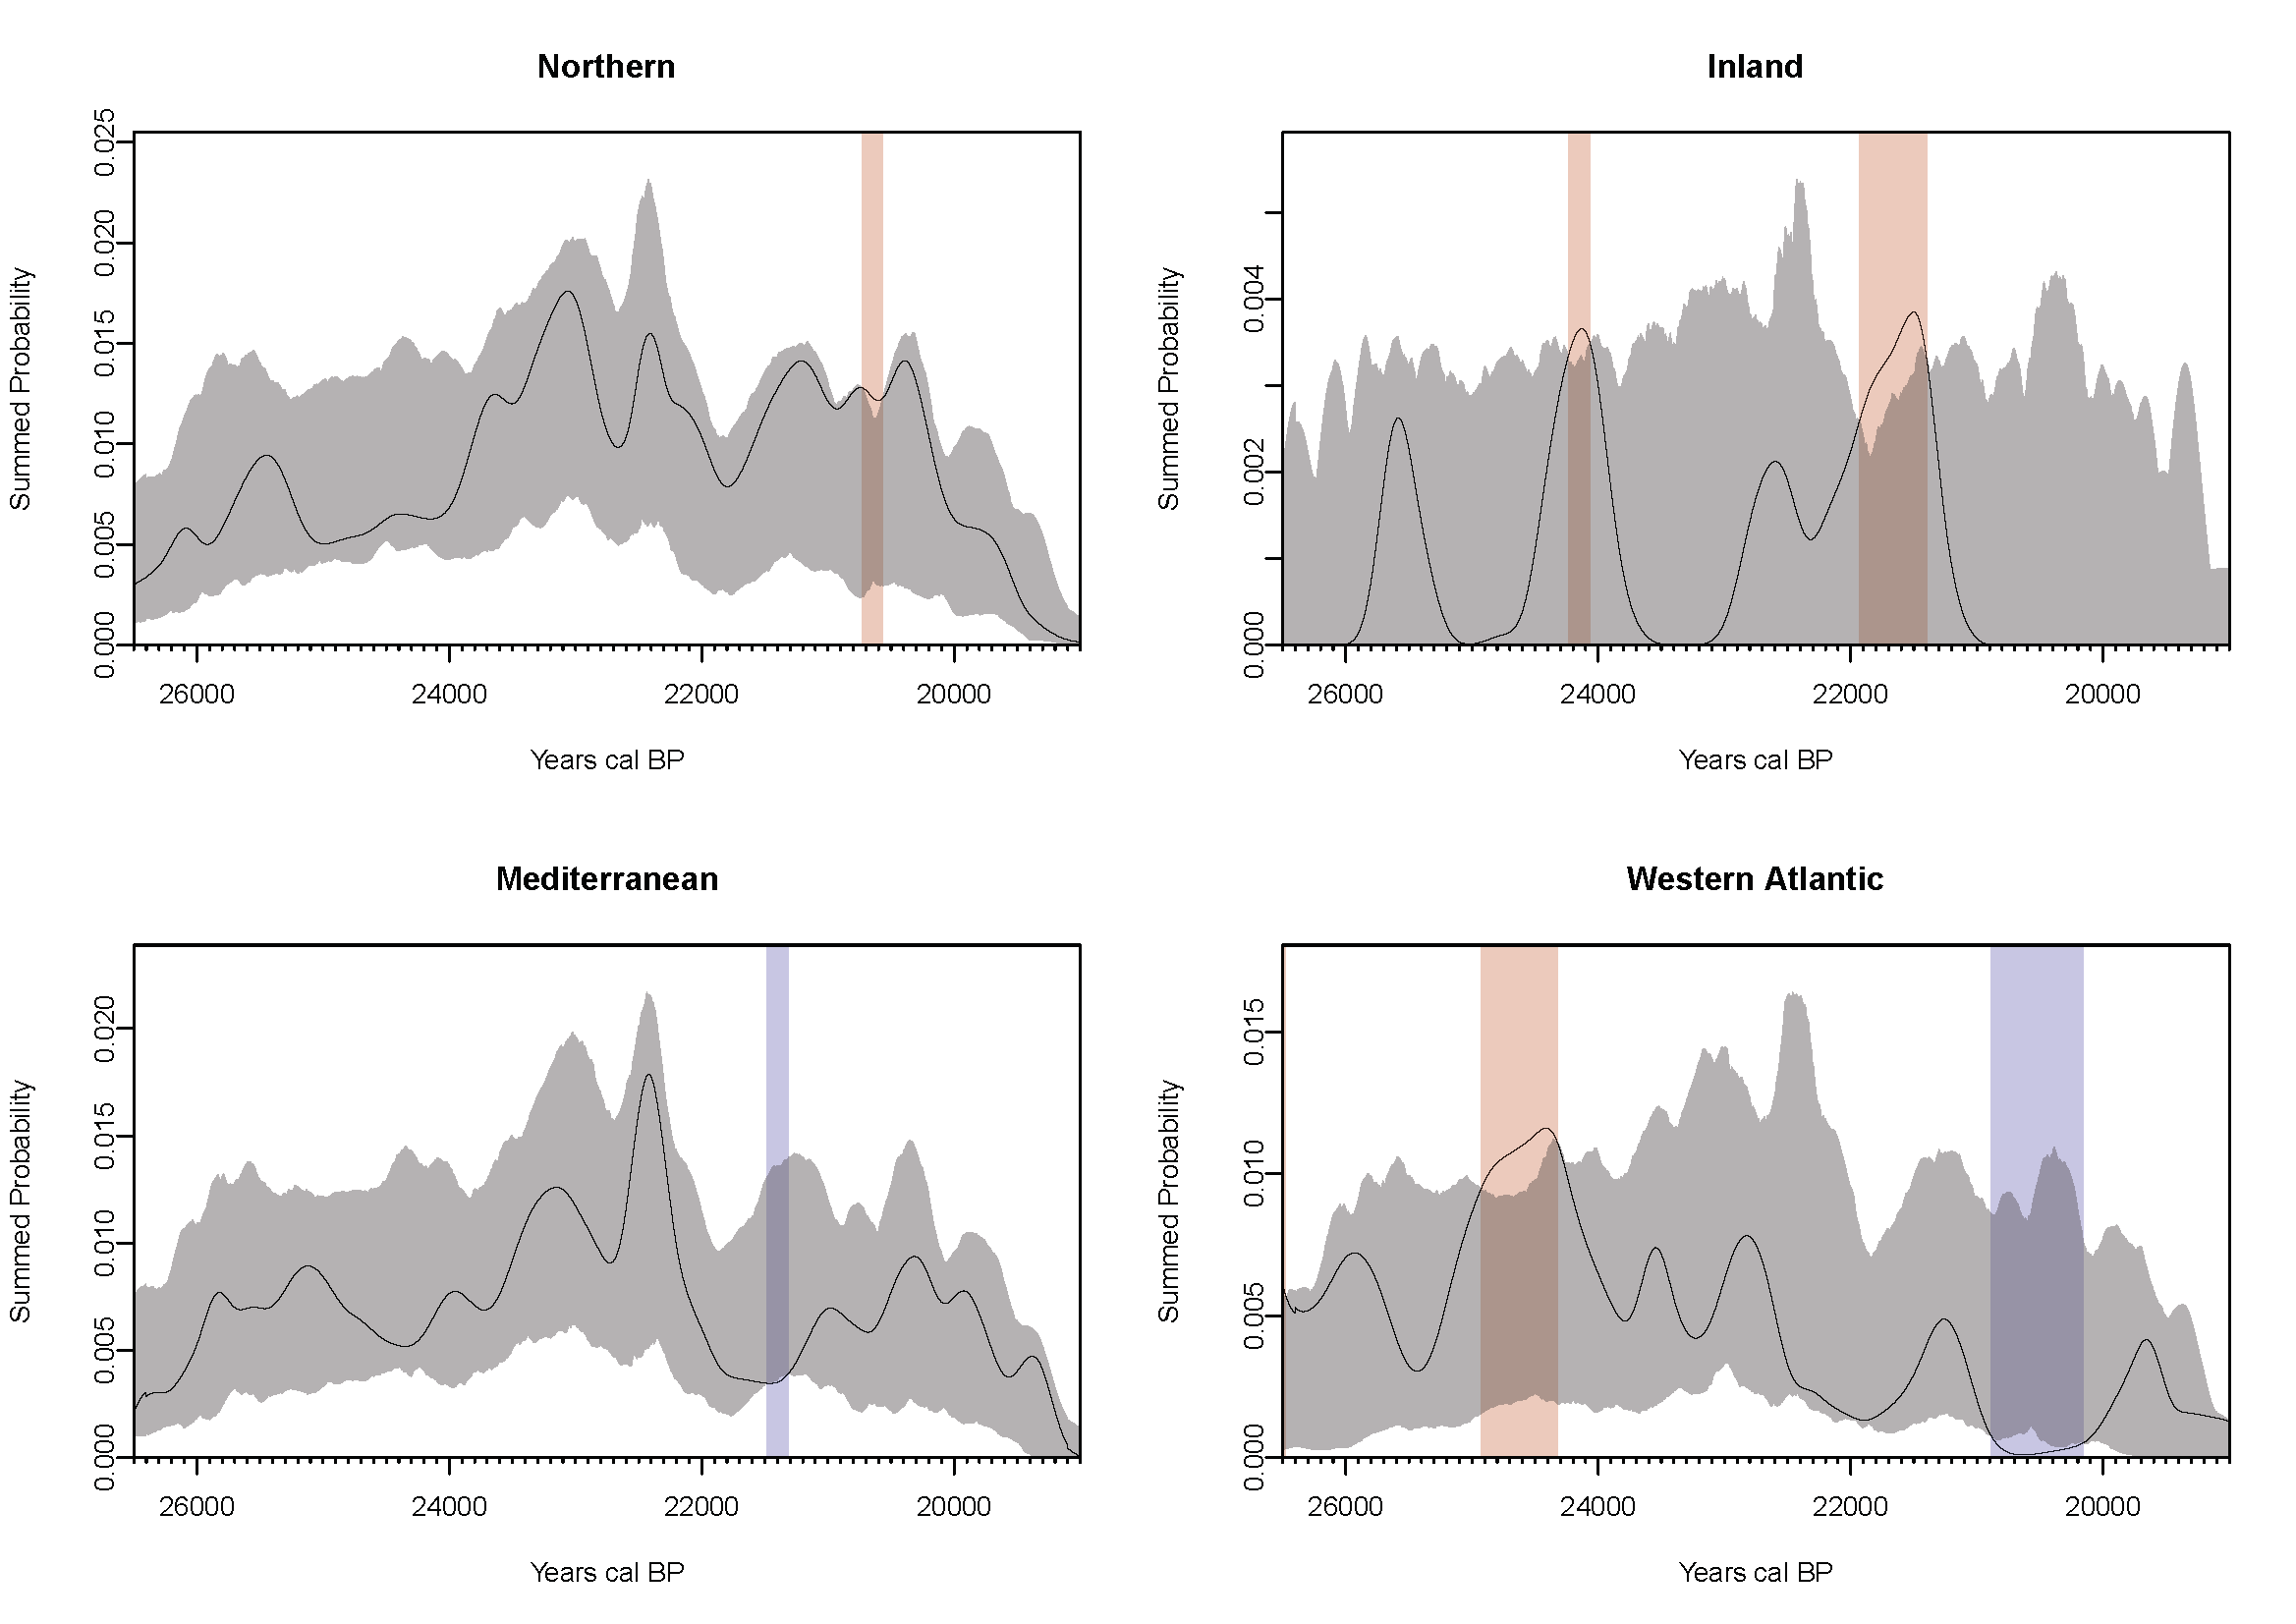 Northern
Summed Probability
0.000 0.005 0.010 0.015 0.020 0.025
26000 24000 22000 20000
Years cal BP
Inland
Summed Probability
0.000 0.002 0.004
26000 24000 22000 20000
Years cal BP
Mediterranean
Summed Probability
0.000 0.005 0.010 0.015 0.020
26000 24000 22000 20000
Years cal BP
Western Atlantic
Summed Probability
0.000 0.005 0.010 0.015
26000 24000 22000 20000
Years cal BP